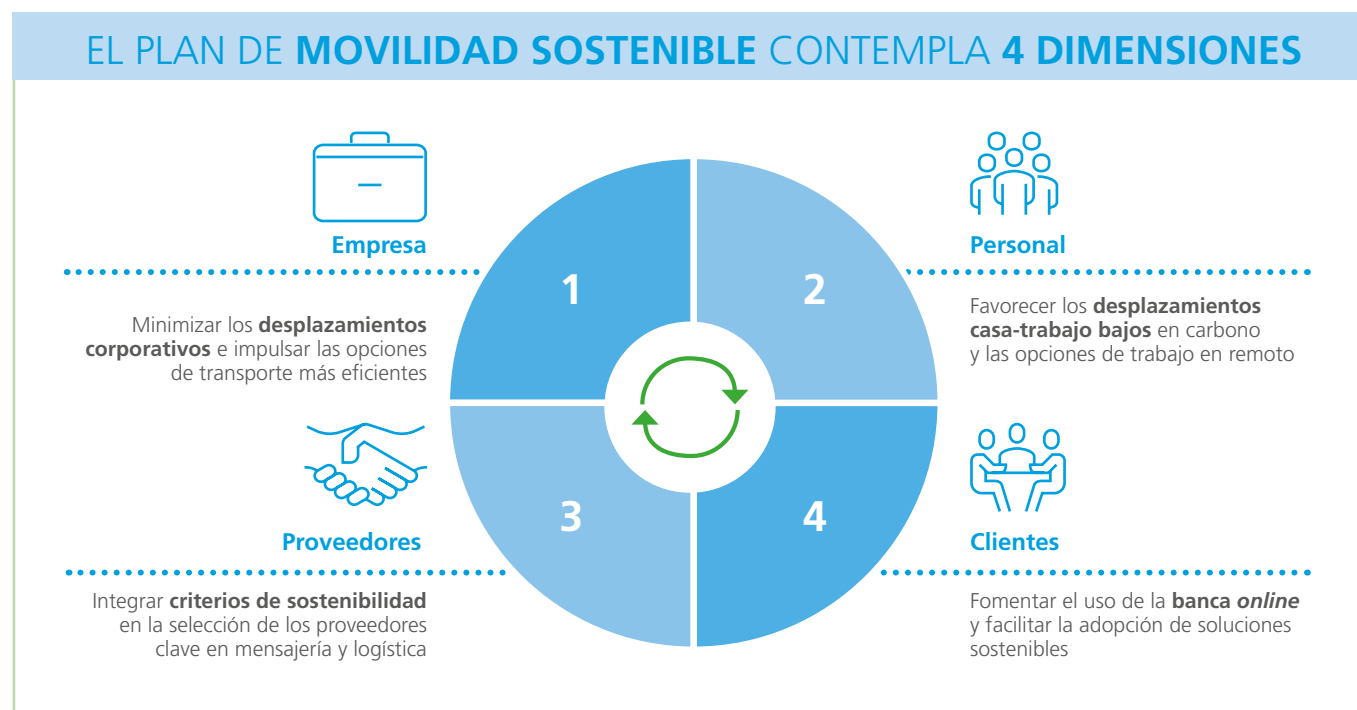 EL PLAN DE MOVILIDAD SOSTENIBLE CONTEMPLA 4 DIMENSIONES
Empresa
Minimizar los desplazamientos
corporativos e impulsar las opciones
de transporte más eficientes
1
2
Personal
Favorecer los desplazamientos
casa-trabajo bajos en carbono
y las opciones de trabajo en remoto
Proveedores
Integrar criterios de sostenibilidad
en la selección de los proveedores
clave en mensajería y logística
3
4
Clientes
Fomentar el uso de la banca online
y facilitar la adopción de soluciones
sostenibles